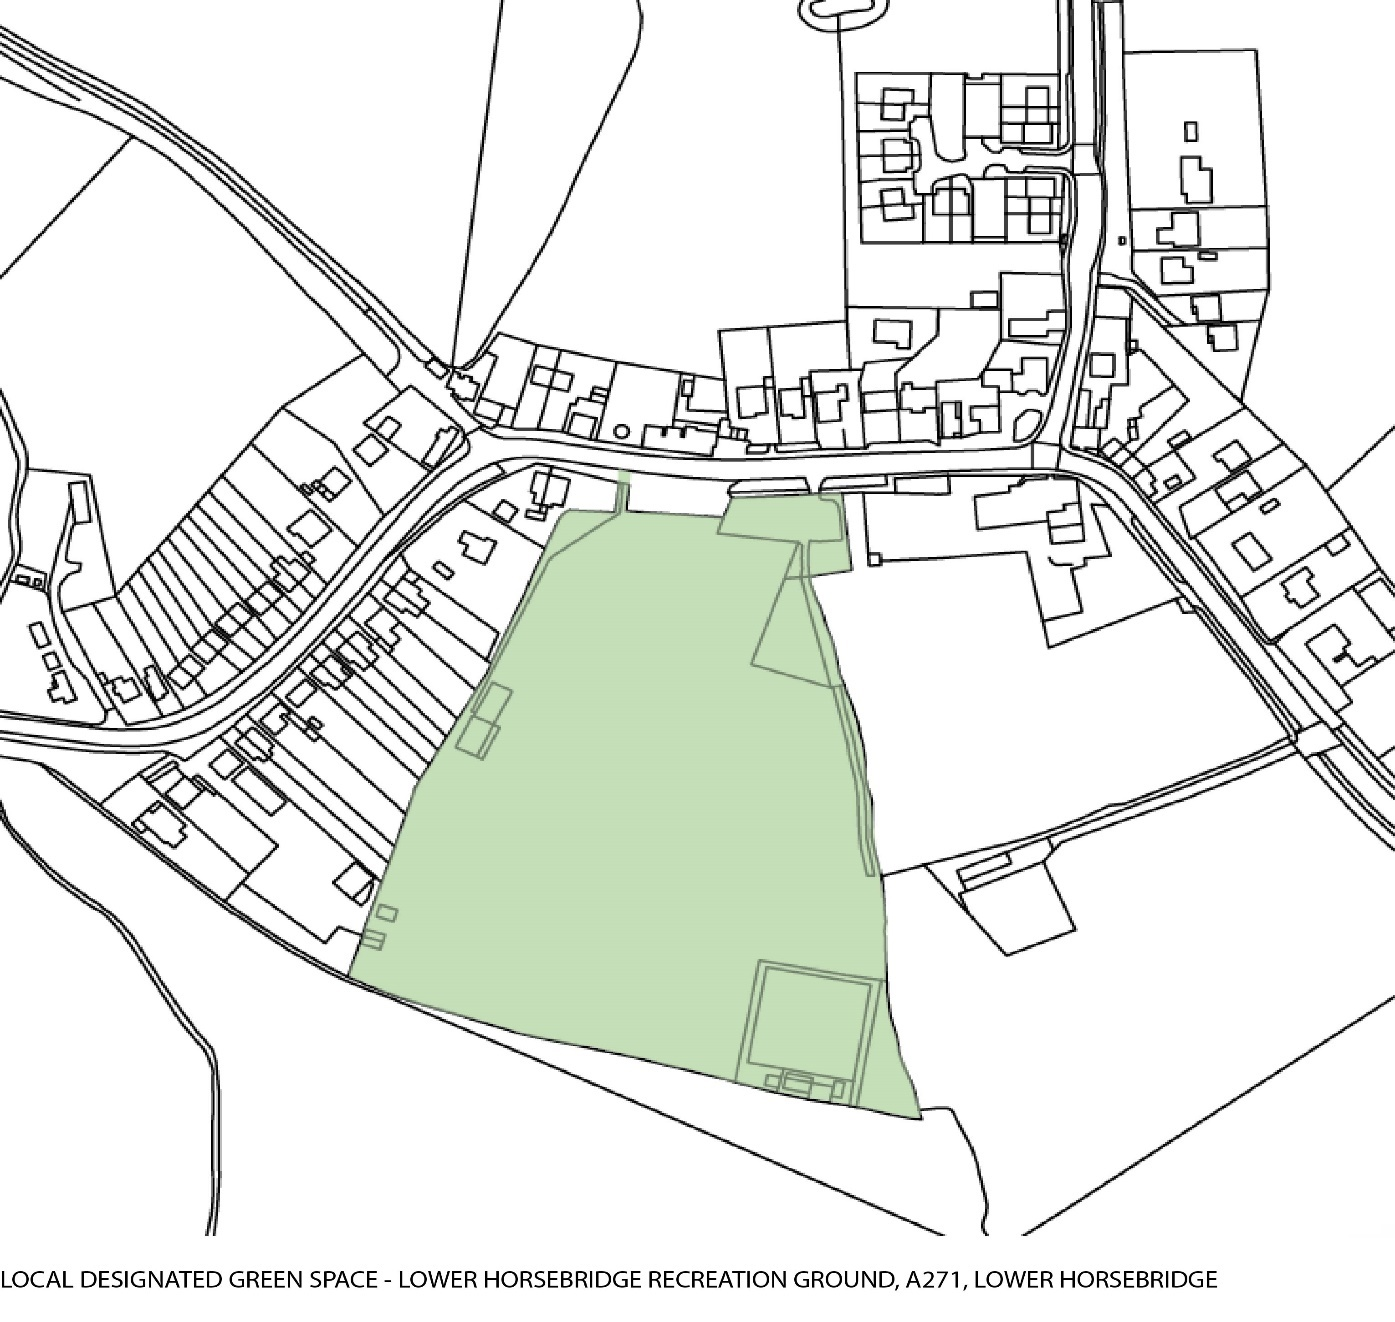 LOCAL DESIGNATED GREEN SPACE - LOWER HORSEBRIDGE RECREATION GROUND, A271, LOWER HORSEBRIDGE